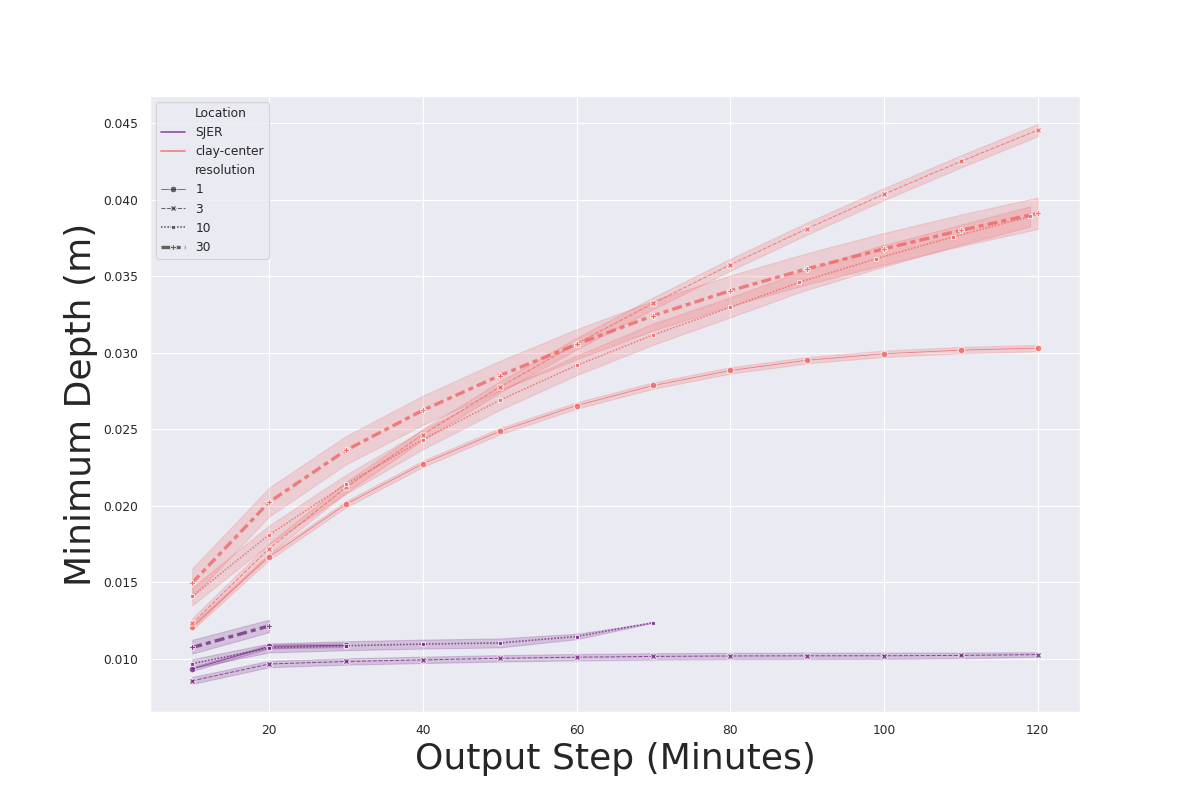 Location
SJER
clay-center
resolution
1
3
10
30
0.045
0.040
0.035
0.030
0.025
0.020
0.015
0.010
Minimum Depth (m)
20 40 60 80 100 120
Output Step (Minutes)